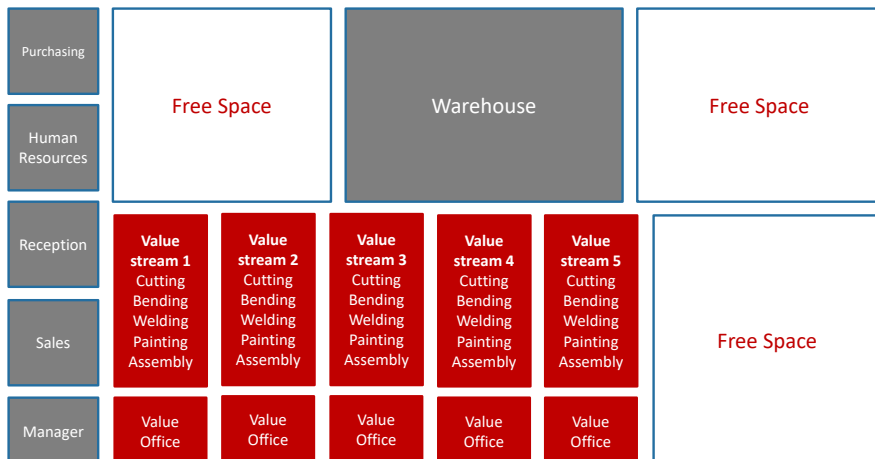 Purchasing
Free Space
Warehouse
Free Space
Human
Resources
Reception
Value
stream 1
Cutting
Bending
Welding
Painting
Assembly
Value
stream 2
Cutting
Bending
Welding
Painting
Assembly
Value
stream 3
Cutting
Bending
Welding
Painting
Assembly
Value
stream 4
Cutting
Bending
Welding
Painting
Assembly
Value
stream 5
Cutting
Bending
Welding
Painting
Assembly
Free Space
Sales
Manager
Value
Office
Value
Office
Value
Office
Value
Office
Value
Office